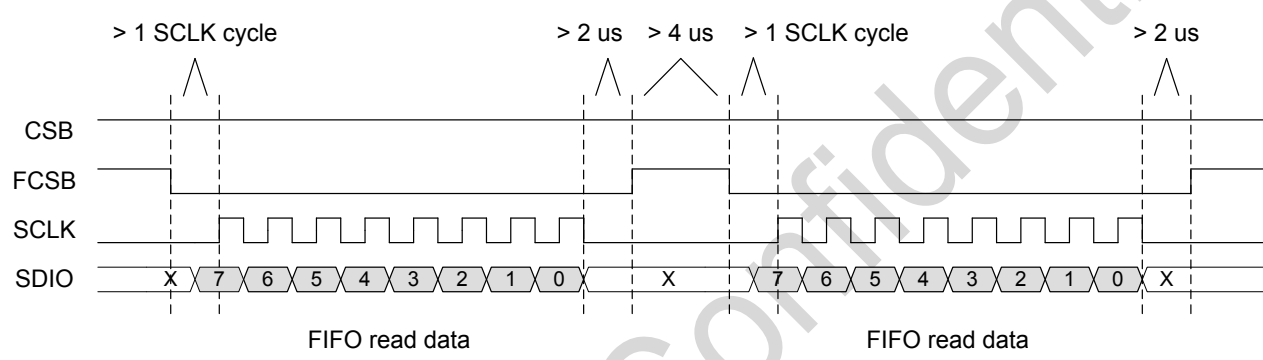 > 1 SCLK cycle > 2 us > 4 us > 1 SCLK cycle > 2 us
CSB
FCSB
SCLK
SDIO X 7 6 5 4 3 2 1 0 X 7 6 5 4 3 2 1 0 X
FIFO read data FIFO read data
Confident